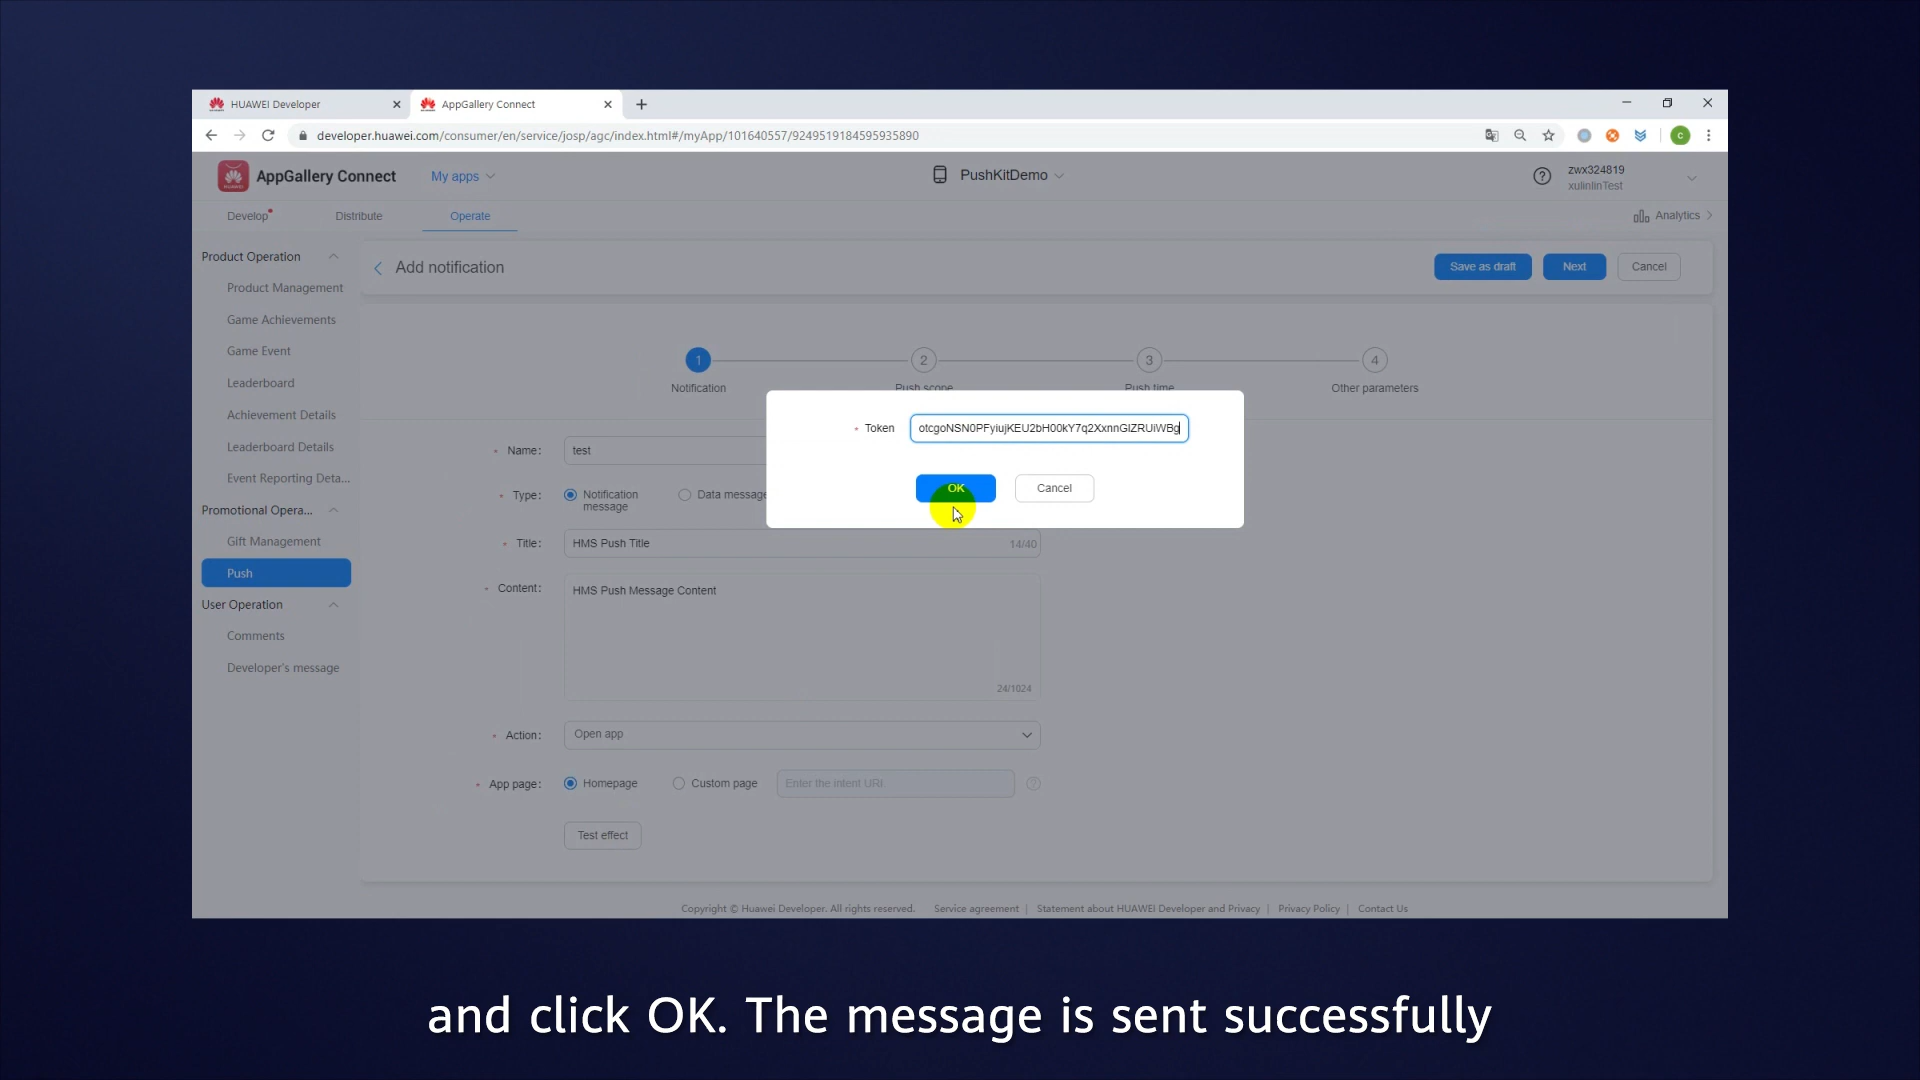 HUAWEI Developer
AppGallery Connect
developer.huawei.com/consumer/en/service/josp/agc/index.html#/myApp/101640557/9249519184595935890
C
HUAWEI
AppGallery Connect
My apps
PushKitDemo
zwx324819
xulinlinTest
Develop
Distribute
Operate
Analytics
Product Operation
Product Management
Game Achievements
Game Event
Leaderboard
Achievement Details
Leaderboard Details
Event Reporting Deta...
Promotional Opera...
Gift Management
Push
User Operation
Comments
Developer's message
Add notification
Save as draft
Next
Cancel
1
2
3
4
Notification
Push scope
Push time
Other parameters
* Token
otcgoNSN0PFyiujKEU2bH00kY7q2XxnnGIZRUiWBg
OK
Cancel
* Name:
test
* Type:
Notification
message
Data message
* Title:
HMS Push Title
14/40
* Content:
HMS Push Message Content
24/1024
* Action:
Open app
* App page:
Homepage
Custom page
Enter the intent URI
Test effect
Copyright © Huawei Developer. All rights reserved.
Service agreement |
Statement about HUAWEI Developer and Privacy |
Privacy Policy |
Contact Us
and click OK. The message is sent successfully